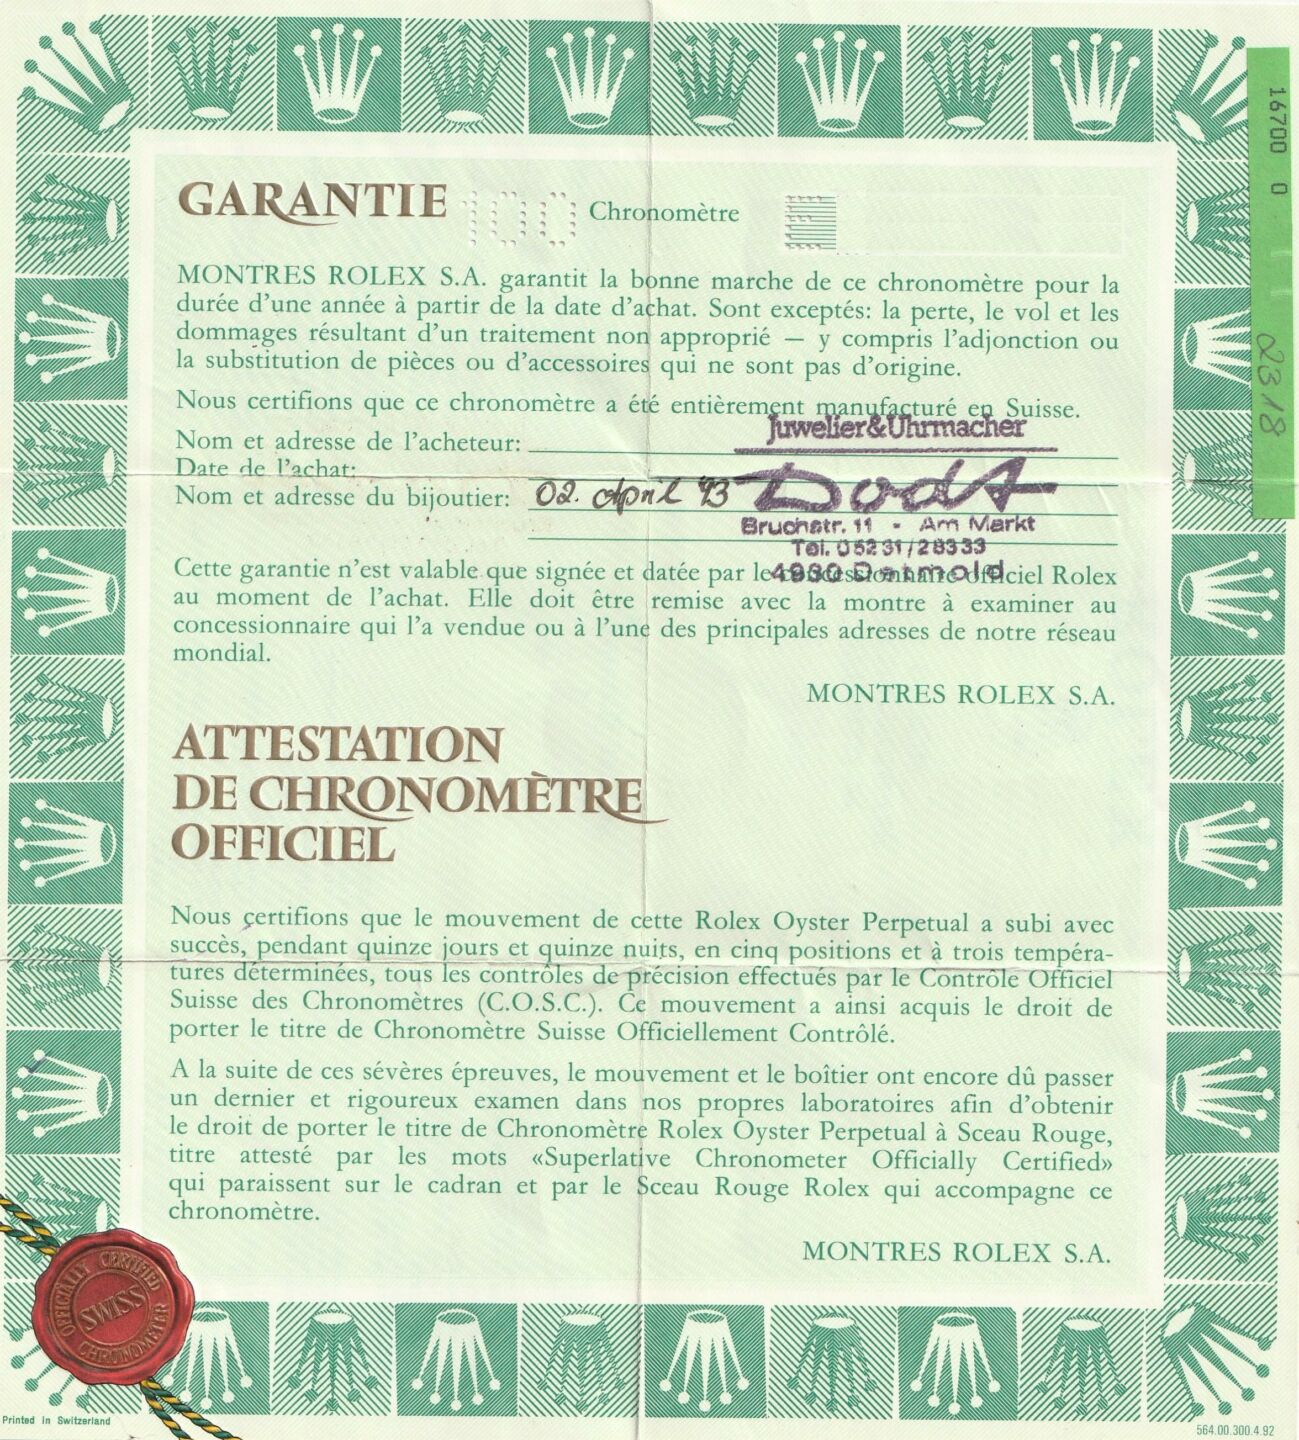 16700 0
2318
GARANTIE 100 Chronomètre E
MONTRES ROLEX S.A. garantit la bonne marche de ce chronomètre pour la
durée d'une année à partir de la date d'achat. Sont exceptés: la perte, le vol et les
dommages résultant d'un traitement non approprié — y compris l'adjonction ou
la substitution de pièces ou d'accessoires qui ne sont pas d'origine.
Nous certifions que ce chronomètre a été entièrement manufacturé en Suisse.
Juwelier&Uhrmacher
Nom et adresse de l'acheteur:
Date de l'achat:
Nom et adresse du bijoutier: 02. April 93 Dodt
Bruchstr. 11 - Am Markt
Tel. 05231/28333
4930 Detmold
Cette garantie n'est valable que signée et datée par le concessionnaire officiel Rolex
au moment de l'achat. Elle doit être remise avec la montre à examiner au
concessionnaire qui l'a vendue ou à l'une des principales adresses de notre réseau
mondial.
MONTRES ROLEX S.A.
ATTESTATION
DE CHRONOMÈTRE
OFFICIEL
Nous certifions que le mouvement de cette Rolex Oyster Perpetual a subi avec
succès, pendant quinze jours et quinze nuits, en cinq positions et à trois tempéra-
tures déterminées, tous les contrôles de précision effectués par le Contrôle Officiel
Suisse des Chronomètres (C.O.S.C.). Ce mouvement a ainsi acquis le droit de
porter le titre de Chronomètre Suisse Officiellement Contrôlé.
A la suite de ces sévères épreuves, le mouvement et le boîtier ont encore dû passer
un dernier et rigoureux examen dans nos propres laboratoires afin d'obtenir
le droit de porter le titre de Chronomètre Rolex Oyster Perpetual à Sceau Rouge,
titre attesté par les mots «Superlative Chronometer Officially Certified»
qui paraissent sur le cadran et par le Sceau Rouge Rolex qui accompagne ce
chronomètre.
MONTRES ROLEX S.A.
OFFICIALLY CERTIFIED
SWISS
CHRONOMETER
Printed in Switzerland
564.00.300.4.92